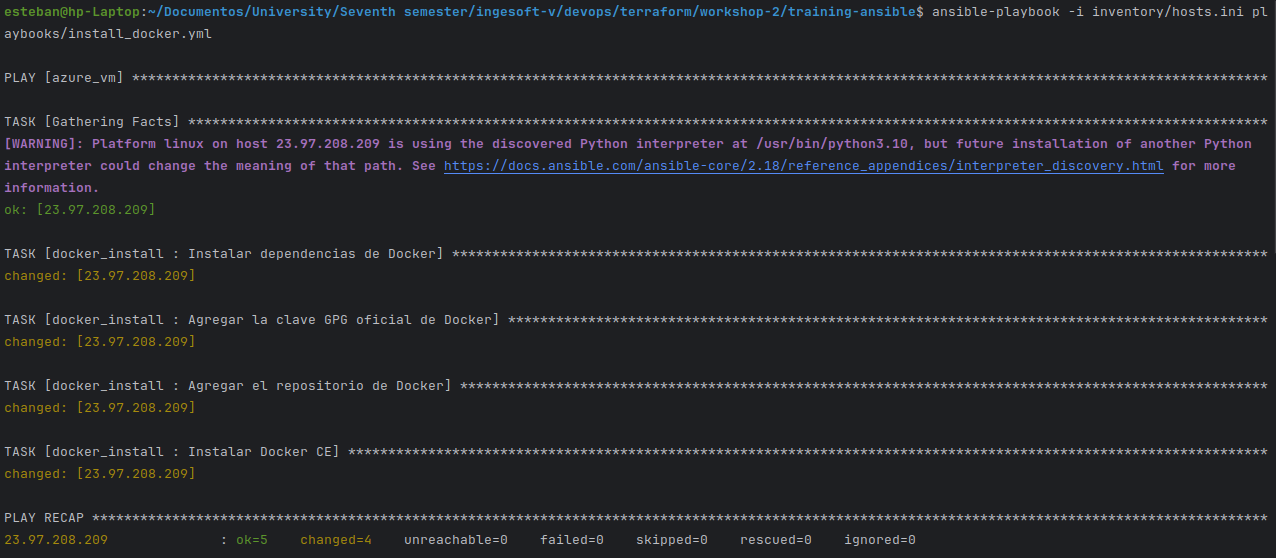 esteban@hp-Laptop:~/Documentos/University/Seventh semester/ingesoft-v/devops/terraform/workshop-2/training-ansible$ ansible-playbook -i inventory/hosts.ini pl
aybooks/install_docker.yml
PLAY [azure_vm] **********************************************************************************************************************************************
TASK [Gathering Facts] ***************************************************************************************************************************************
[WARNING]: Platform linux on host 23.97.208.209 is using the discovered Python interpreter at /usr/bin/python3.10, but future installation of another Python
interpreter could change the meaning of that path. See https://docs.ansible.com/ansible-core/2.18/reference_appendices/interpreter_discovery.html for more
information.
ok: [23.97.208.209]
TASK [docker_install : Instalar dependencias de Docker] ******************************************************************************************************
changed: [23.97.208.209]
TASK [docker_install : Agregar la clave GPG oficial de Docker] ***********************************************************************************************
changed: [23.97.208.209]
TASK [docker_install : Agregar el repositorio de Docker] *****************************************************************************************************
changed: [23.97.208.209]
TASK [docker_install : Instalar Docker CE] *******************************************************************************************************************
changed: [23.97.208.209]
PLAY RECAP ***************************************************************************************************************************************************
23.97.208.209              : ok=5    changed=4    unreachable=0    failed=0    skipped=0    rescued=0    ignored=0